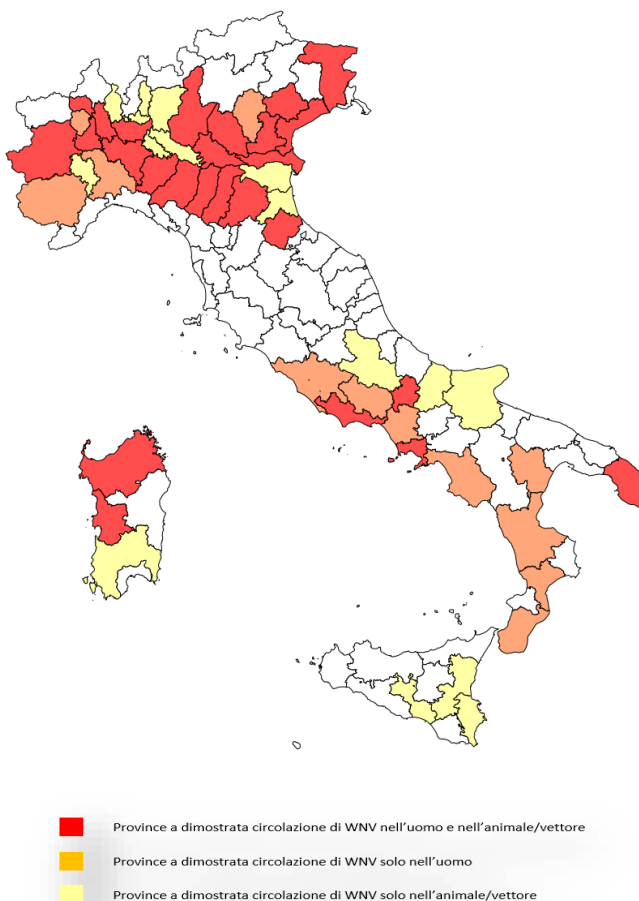 Province a dimostrata circolazione di WNV nell'uomo e nell'animale/vettore
Province a dimostrata circolazione di WNV solo nell'uomo
Province a dimostrata circolazione di WNV solo nell'animale/vettore